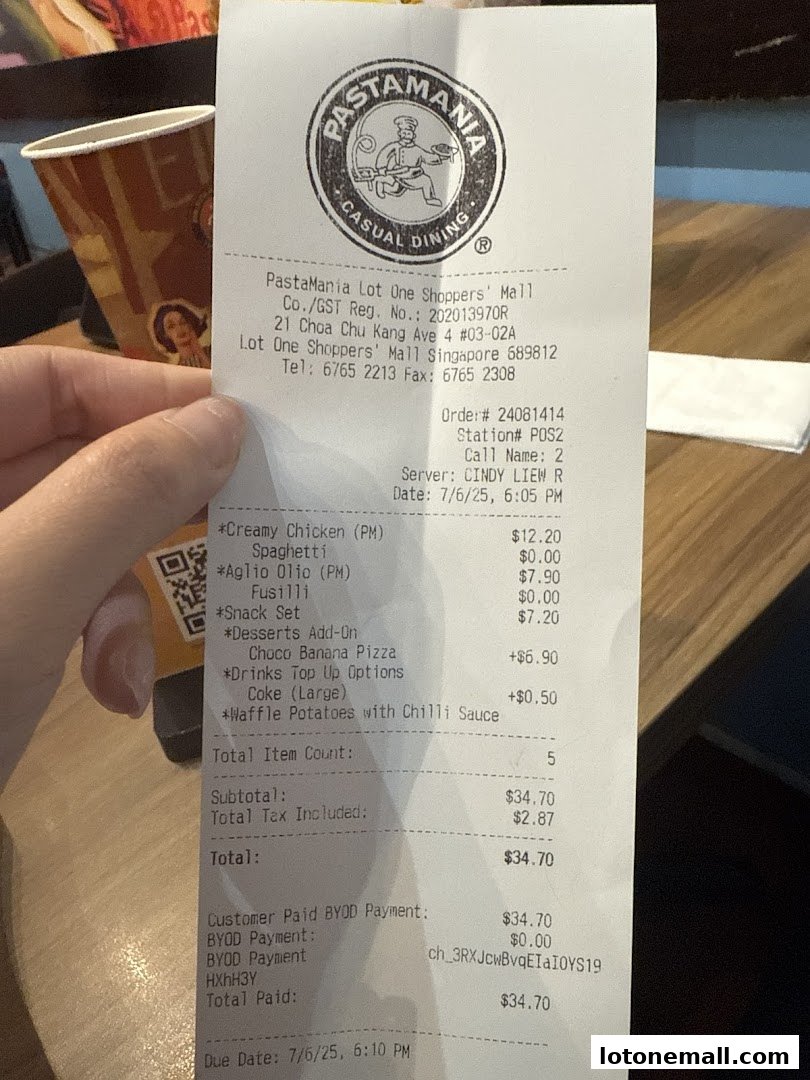 PASTAMANIA
· CASUAL DINING ·
®
PastaMania Lot One Shoppers' Mall
Co./GST Reg. No.: 202013970R
21 Choa Chu Kang Ave 4 #03-02A
Lot One Shoppers' Mall Singapore 689812
Tel: 6765 2213 Fax: 6765 2308
Order# 24081414
Station# POS2
Call Name: 2
Server: CINDY LIEW R
Date: 7/6/25, 6:05 PM
*Creamy Chicken (PM) $12.20
Spaghetti $0.00
*Aglio Olio (PM) $7.90
Fusilli $0.00
*Snack Set $7.20
*Desserts Add-On
Choco Banana Pizza +$6.90
*Drinks Top Up Options
Coke (Large) +$0.50
*Waffle Potatoes with Chilli Sauce
Total Item Count: 5
Subtotal: $34.70
Total Tax Included: $2.87
Total: $34.70
Customer Paid BYOD Payment: $34.70
BYOD Payment: $0.00
BYOD Payment ch_3RXJcwBvqEIaIOYS19
HXhH3Y
Total Paid: $34.70
Due Date: 7/6/25, 6:10 PM
lotonemall.com